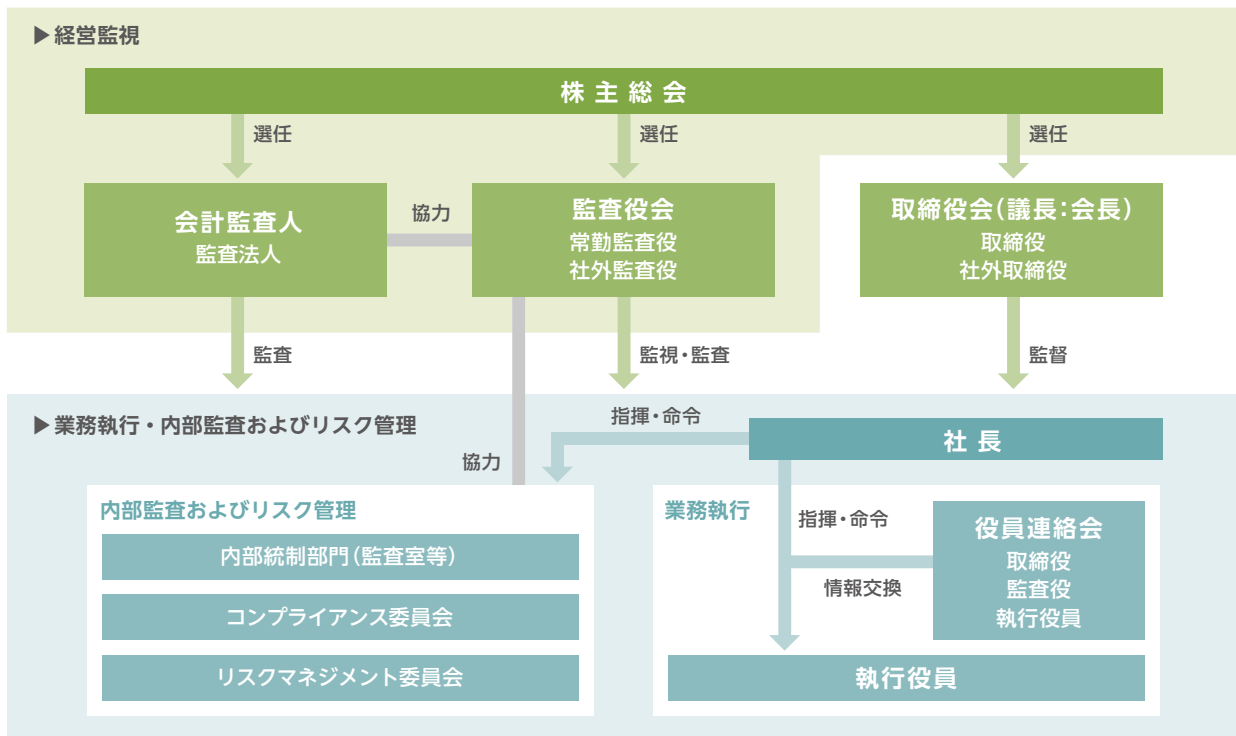 ▶経営監視
株主総会
選任
選任
選任
会計監査人
監査法人
協力
監査役会
常勤監査役
社外監査役
取締役会(議長:会長)
取締役
社外取締役
監査
監視・監査
監督
▶業務執行・内部監査およびリスク管理
指揮・命令
社長
協力
内部監査およびリスク管理
内部統制部門(監査室等)
コンプライアンス委員会
リスクマネジメント委員会
業務執行
指揮・命令
情報交換
役員連絡会
取締役
監査役
執行役員
執行役員